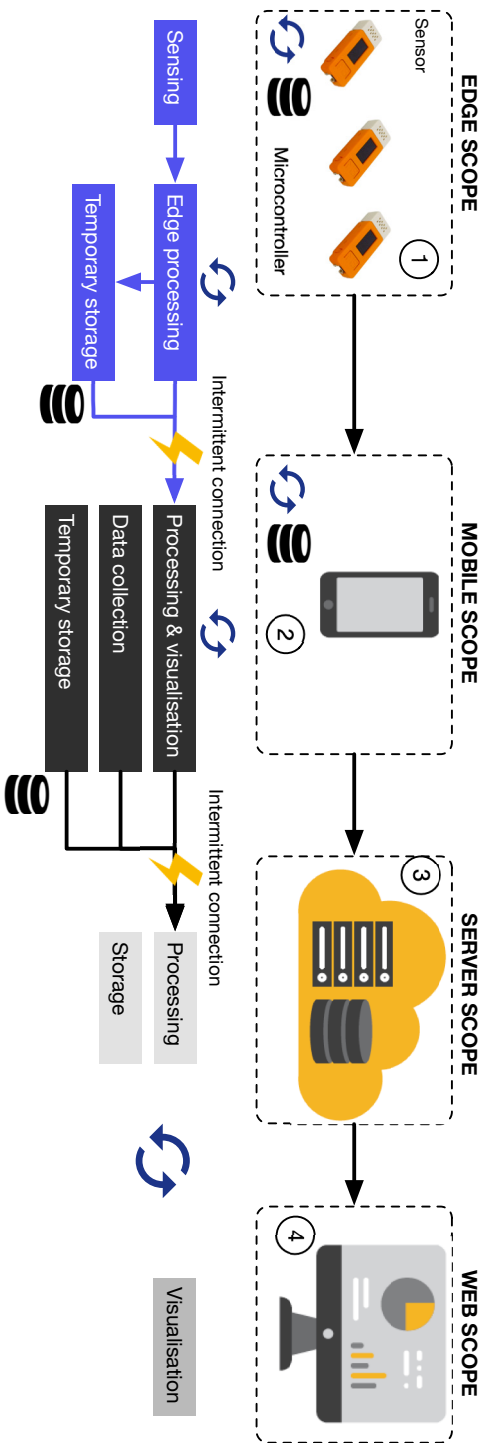 EDGE SCOPE
MOBILE SCOPE
SERVER SCOPE
WEB SCOPE
Sensor
Microcontroller
1
2
3
4
Intermittent connection
Intermittent connection
Sensing
Edge processing
Processing & visualisation
Processing
Visualisation
Data collection
Storage
Temporary storage
Temporary storage